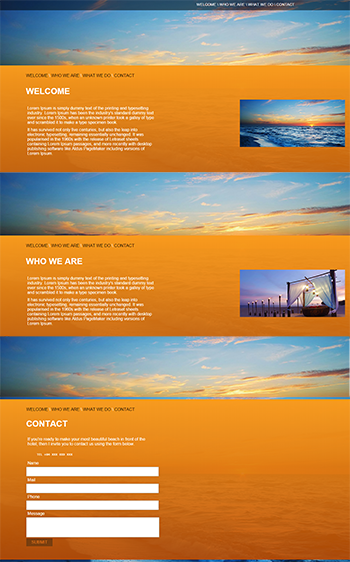 WELCOME | WHO WE ARE | WHAT WE DO | CONTACT
WELCOME | WHO WE ARE | WHAT WE DO | CONTACT
WELCOME
Lorem Ipsum is simply dummy text of the printing and typesetting
industry. Lorem Ipsum has been the industry's standard dummy text
ever since the 1500s, when an unknown printer took a galley of type
and scrambled it to make a type specimen book.
It has survived not only five centuries, but also the leap into
electronic typesetting, remaining essentially unchanged. It was
popularised in the 1960s with the release of Letraset sheets
containing Lorem Ipsum passages, and more recently with desktop
publishing software like Aldus PageMaker including versions of
Lorem Ipsum.
WELCOME | WHO WE ARE | WHAT WE DO | CONTACT
WHO WE ARE
Lorem Ipsum is simply dummy text of the printing and typesetting
industry. Lorem Ipsum has been the industry's standard dummy text
ever since the 1500s, when an unknown printer took a galley of type
and scrambled it to make a type specimen book.
It has survived not only five centuries, but also the leap into
electronic typesetting, remaining essentially unchanged. It was
popularised in the 1960s with the release of Letraset sheets
containing Lorem Ipsum passages, and more recently with desktop
publishing software like Aldus PageMaker including versions of
Lorem Ipsum.
WELCOME | WHO WE ARE | WHAT WE DO | CONTACT
CONTACT
If you're ready to make your most beautiful beach in front of the
hotel, then I invite you to contact us using the form below.
Name
Mail
Phone
Message
SUBMIT